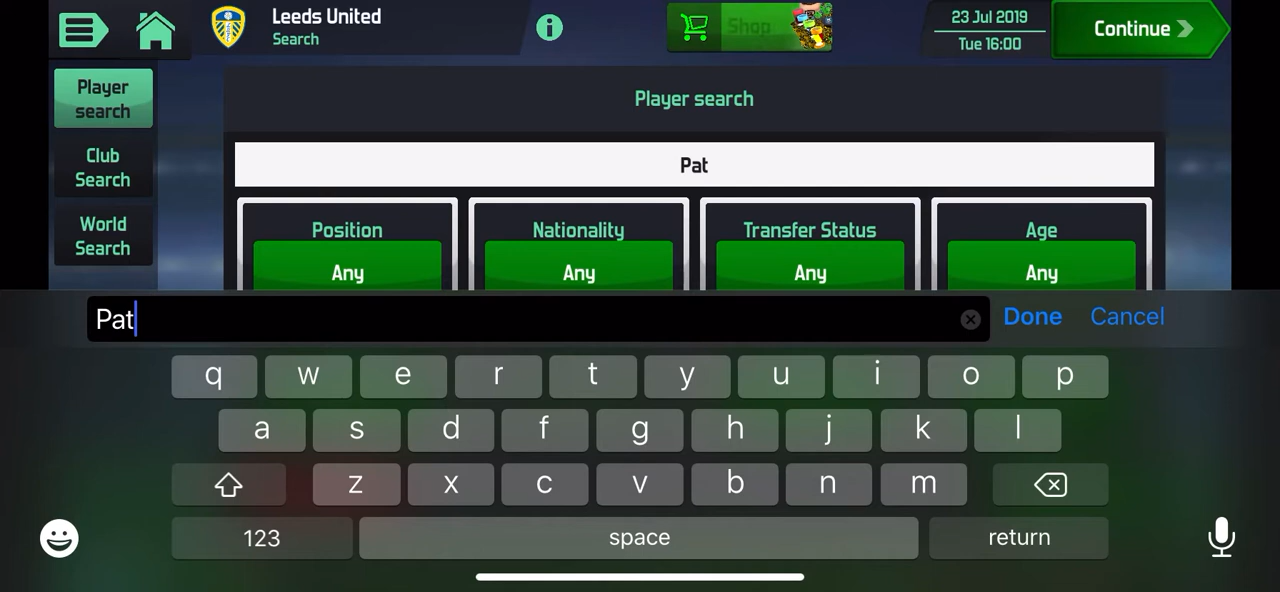 Leeds United
Search
i
Shop
23 Jul 2019
Tue 16:00
Continue
Player
search
Club
Search
World
Search
Player search
Pat
Position
Any
Nationality
Any
Transfer Status
Any
Age
Any
Pat
Done
Cancel
q w e r t y u i o p
a s d f g h j k l
z x c v b n m
123
space
return